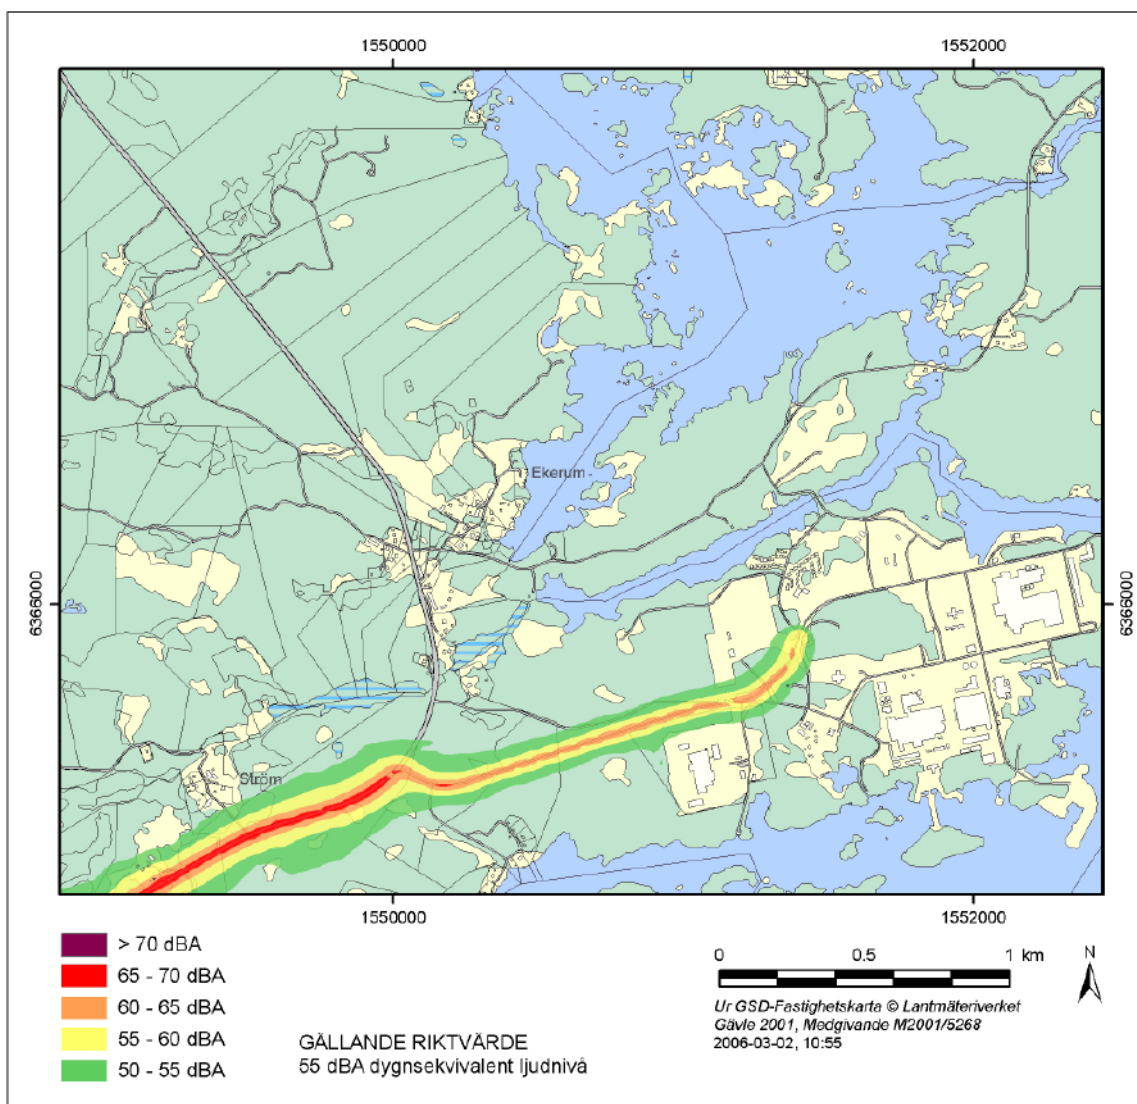 1550000
1552000
Ekerum
6366000
6366000
Ström
1550000
1552000
> 70 dBA
65 - 70 dBA
60 - 65 dBA
55 - 60 dBA
50 - 55 dBA
GÄLLANDE RIKTVÄRDE
55 dBA dygnsekvivalent ljudnivå
0 0.5 1 km
N
Ur GSD-Fastighetskarta © Lantmäteriverket
Gävle 2001, Medgivande M2001/5268
2006-03-02, 10:55